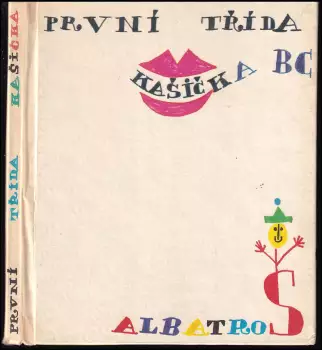 PRVNÍ TŘÍDA
KAŠIČKA BC
ALBATROS
PRVNÍ TŘÍDA KAŠIČKA